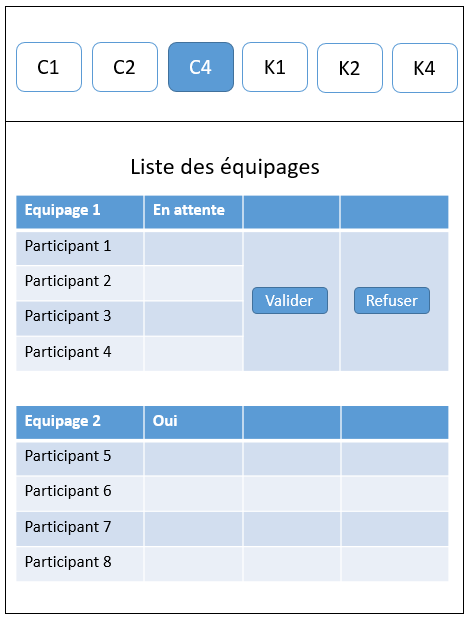 C1 C2 C4 K1 K2 K4
Liste des équipages
Equipage 1 En attente
Participant 1
Participant 2
Valider Refuser
Participant 3
Participant 4
Equipage 2 Oui
Participant 5
Participant 6
Participant 7
Participant 8